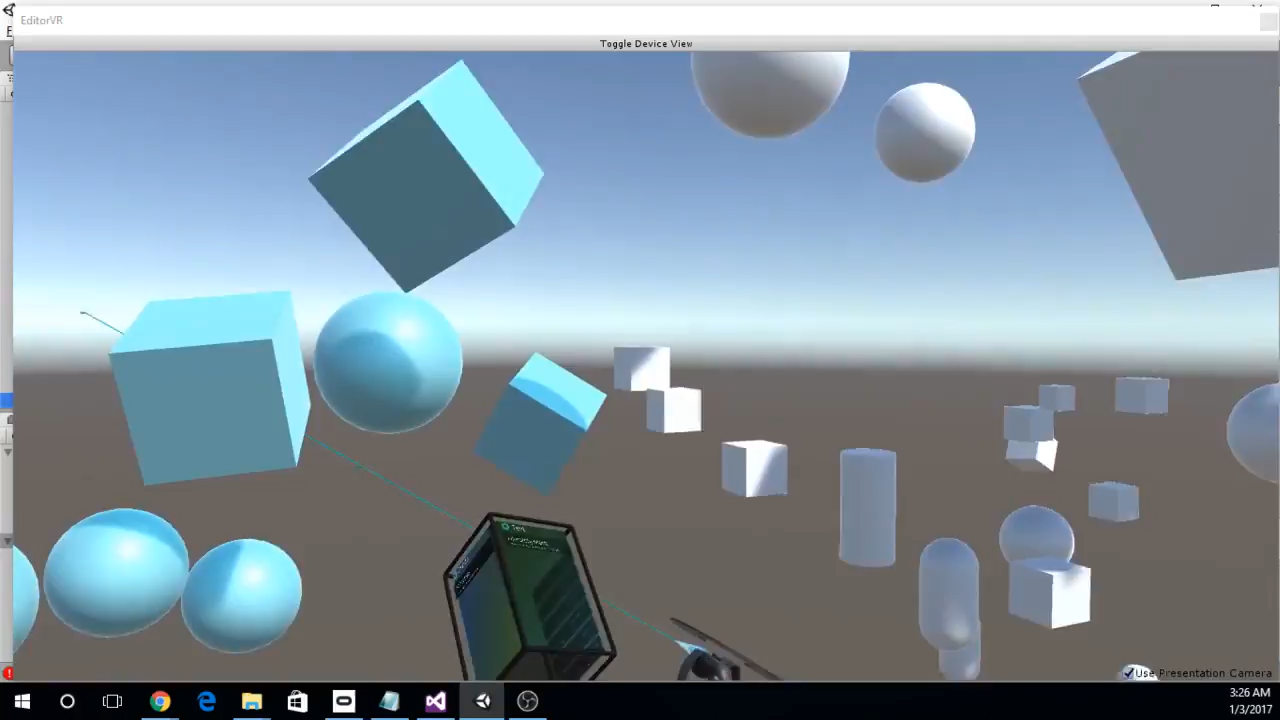 EditorVR
Toggle Device View
Use Presentation Camera
3:26 AM
1/3/2017